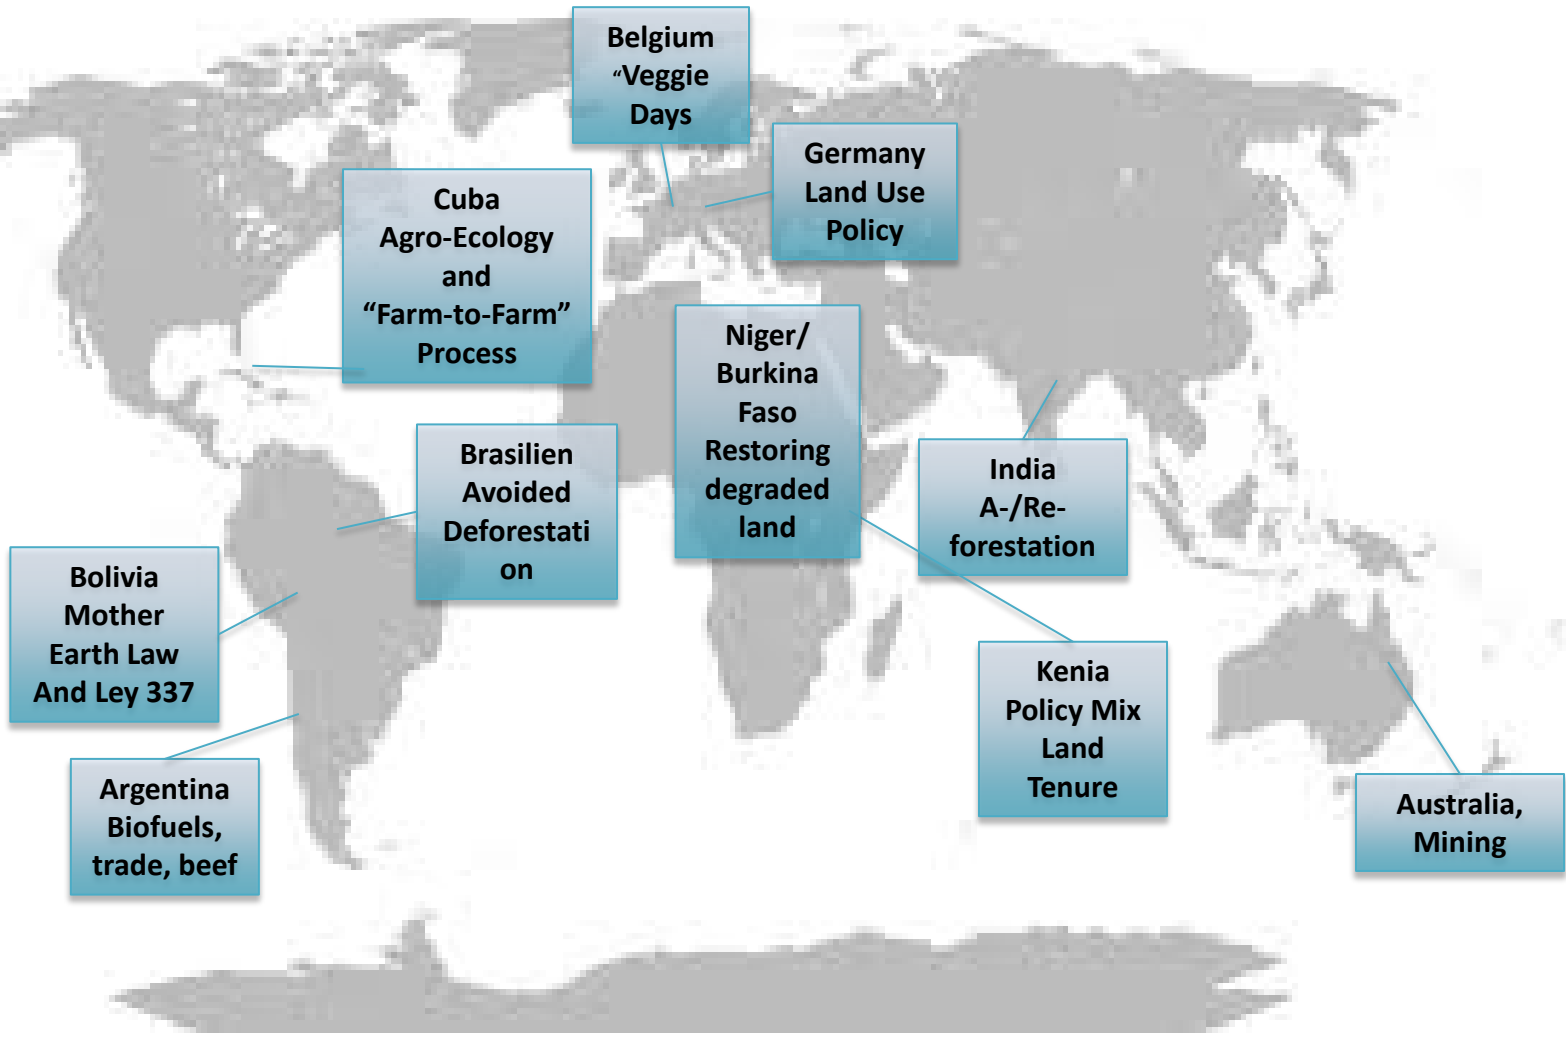 Belgium
“Veggie
Days
Germany
Land Use
Policy
Cuba
Agro-Ecology
and
“Farm-to-Farm”
Process
Niger/
Burkina
Faso
Restoring
degraded
land
Brasilien
Avoided
Deforestati
on
India
A-/Re-
forestation
Bolivia
Mother
Earth Law
And Ley 337
Kenia
Policy Mix
Land
Tenure
Argentina
Biofuels,
trade, beef
Australia,
Mining